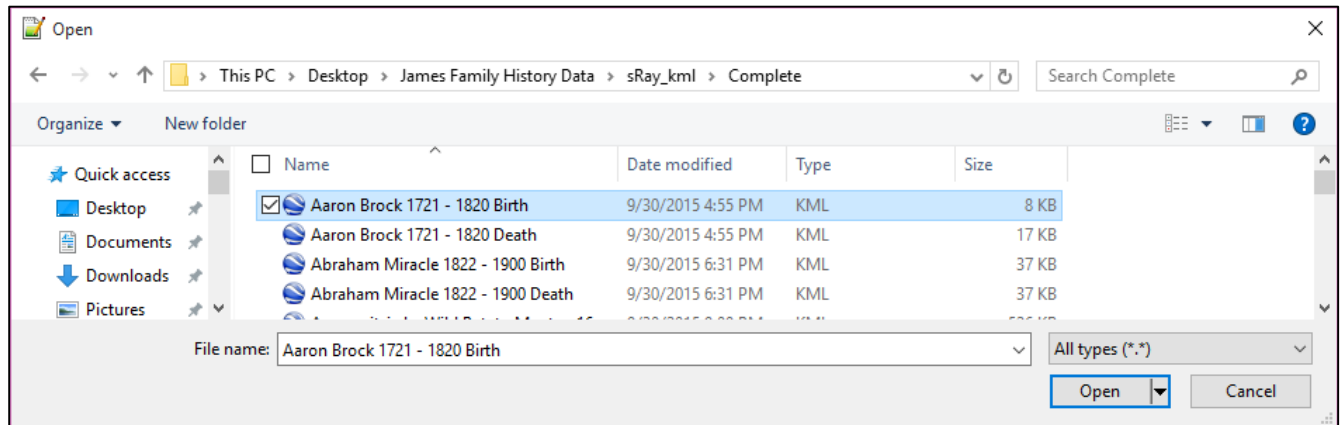 Open
This PC > Desktop > James Family History Data > sRay_kml > Complete
Search Complete
Organize
New folder
Name Date modified Type Size
Quick access
Desktop
Documents
Downloads
Pictures
Aaron Brock 1721 - 1820 Birth 9/30/2015 4:55 PM KML 8 KB
Aaron Brock 1721 - 1820 Death 9/30/2015 4:55 PM KML 17 KB
Abraham Miracle 1822 - 1900 Birth 9/30/2015 6:31 PM KML 37 KB
Abraham Miracle 1822 - 1900 Death 9/30/2015 6:31 PM KML 37 KB
File name: Aaron Brock 1721 - 1820 Birth
All types (*.*)
Open
Cancel